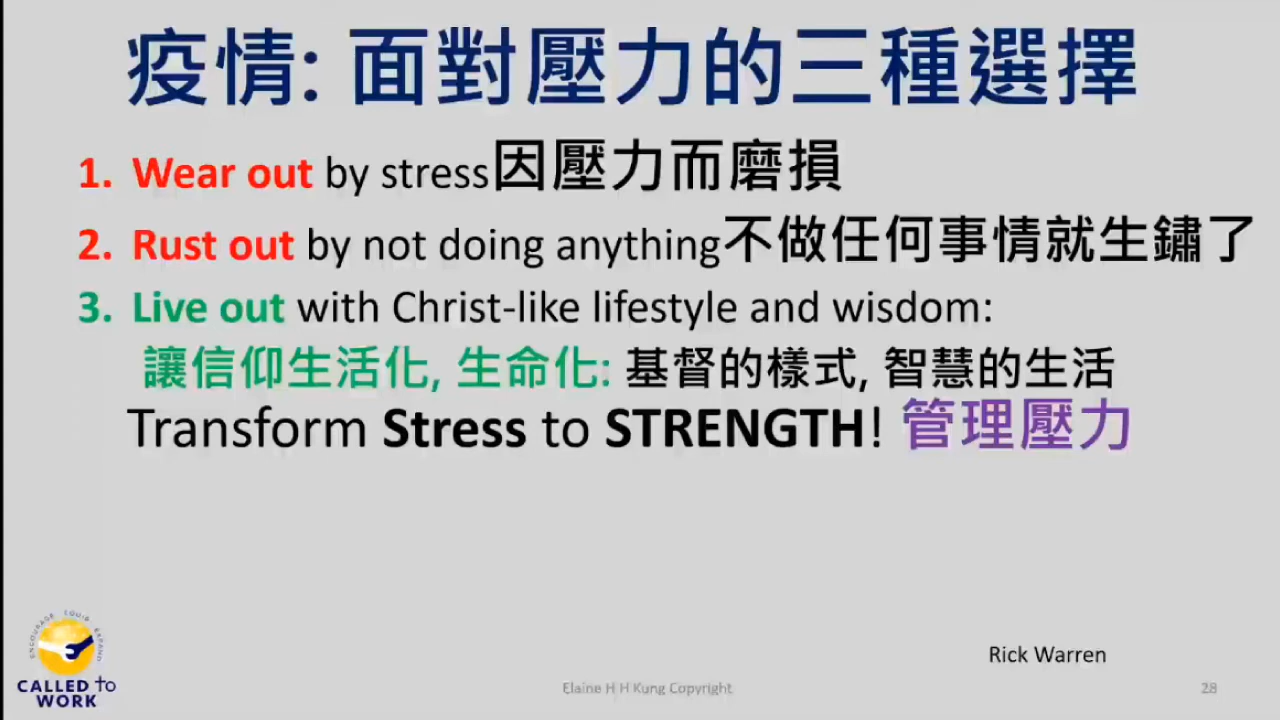 疫情: 面對壓力的三種選擇
1. Wear out by stress因壓力而磨損
2. Rust out by not doing anything不做任何事情就生鏽了
3. Live out with Christ-like lifestyle and wisdom:
讓信仰生活化, 生命化: 基督的樣式, 智慧的生活
Transform Stress to STRENGTH! 管理壓力
ENCOURAGE EQUIP EXPAND
CALLED to
WORK
Rick Warren
Elaine H H Kung Copyright
28